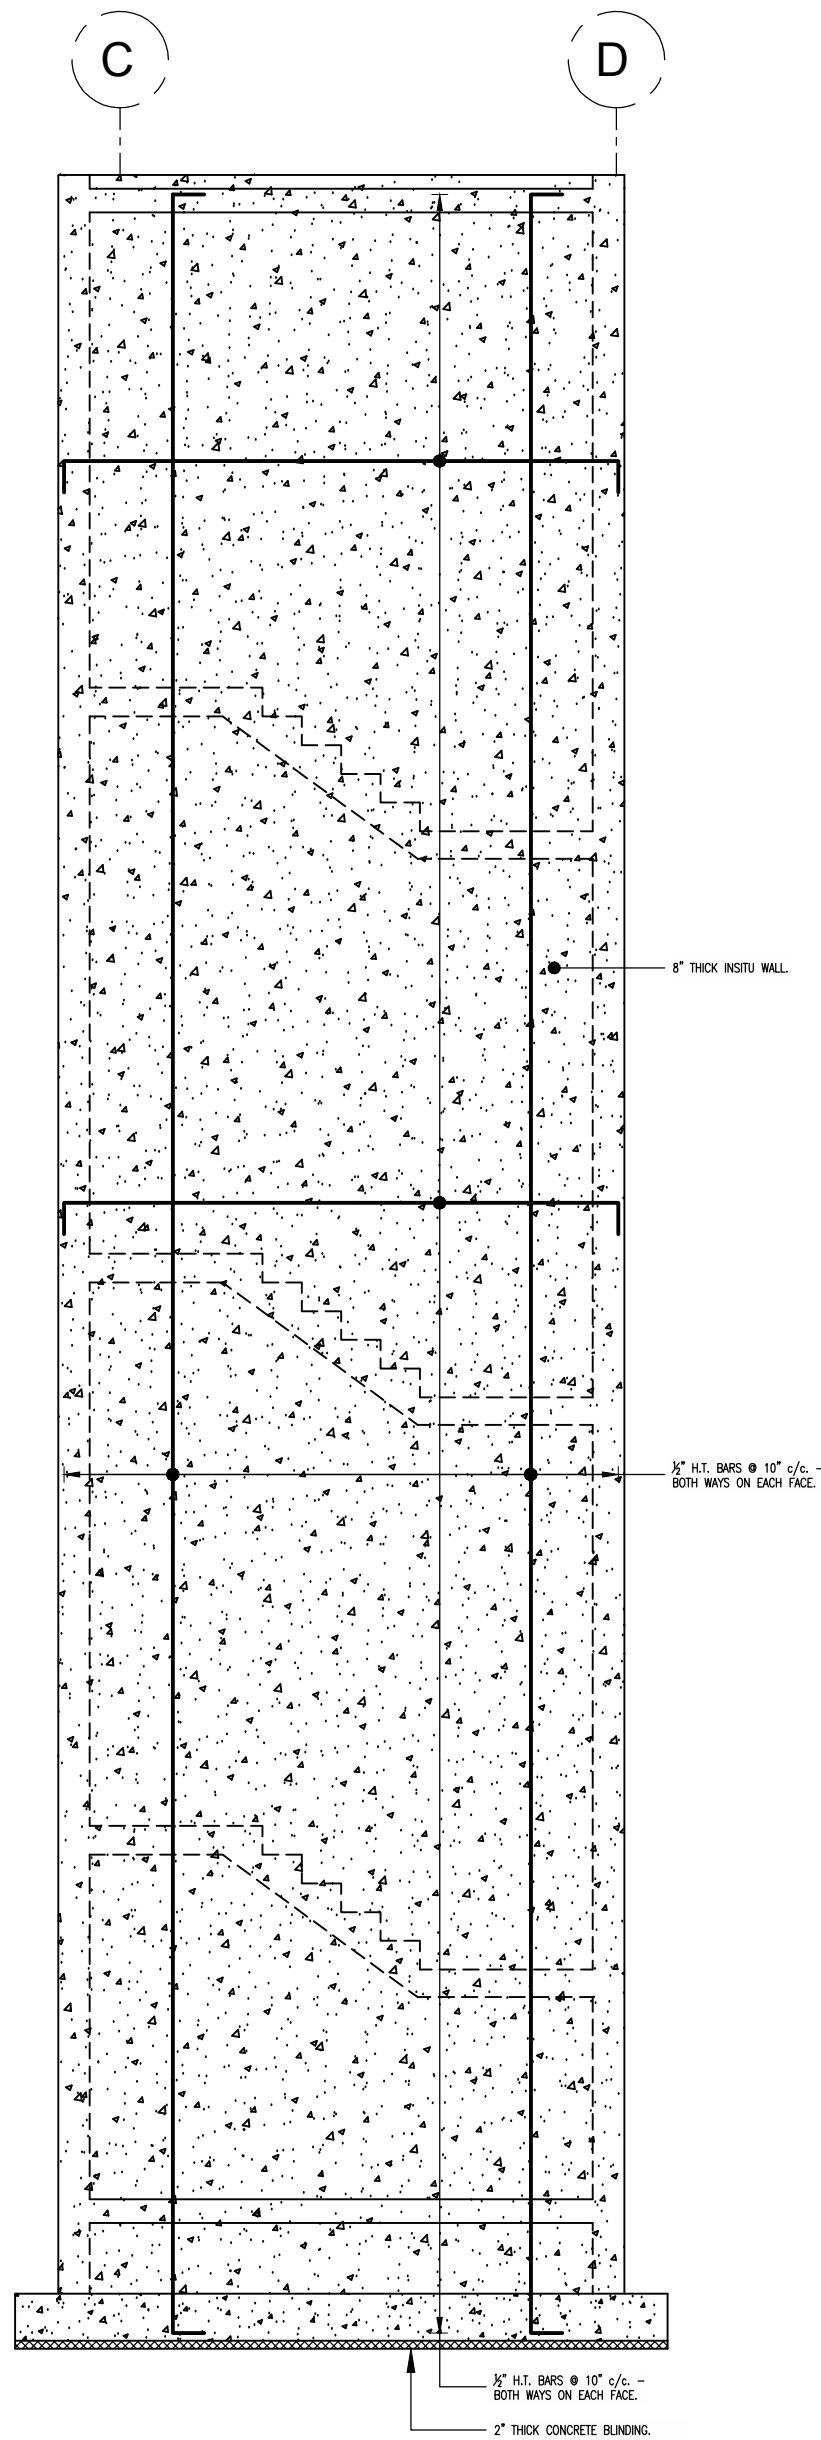 C
D
8" THICK INSITU WALL.
½" H.T. BARS @ 10" c/c. –
BOTH WAYS ON EACH FACE.
½" H.T. BARS @ 10" c/c. –
BOTH WAYS ON EACH FACE.
2" THICK CONCRETE BLINDING.